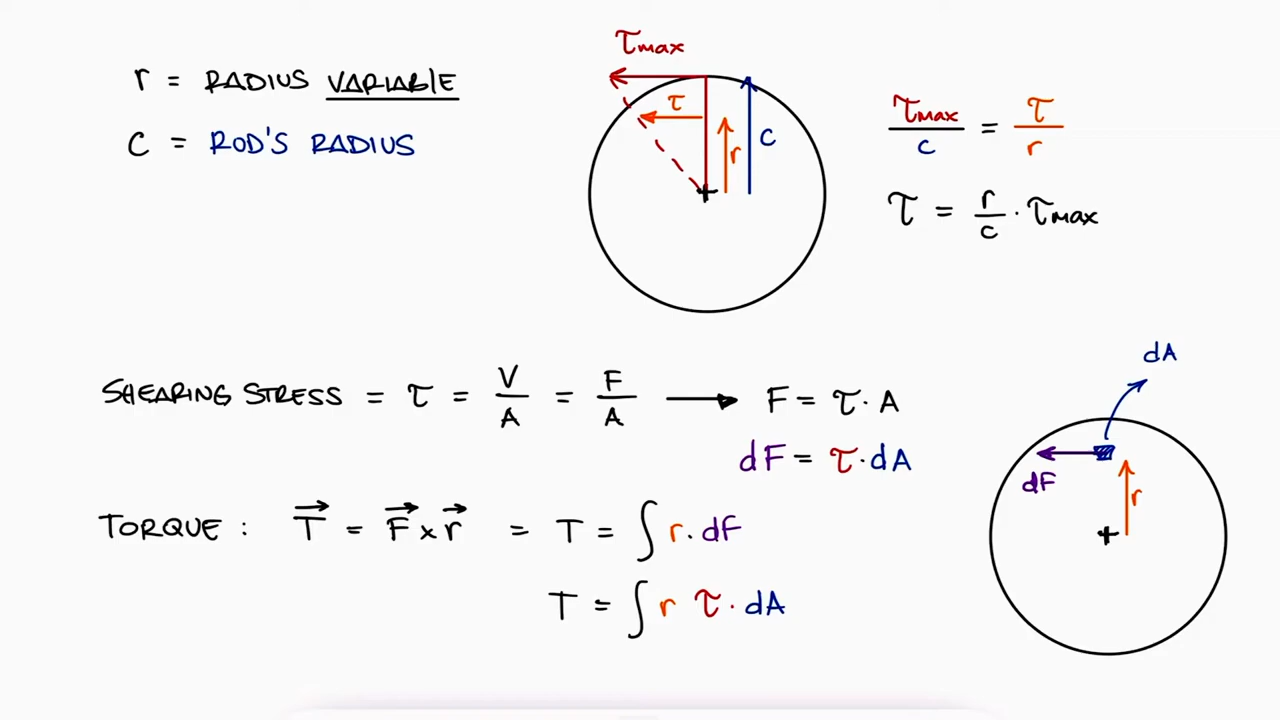 r = RADIUS VARIABLE
C = ROD'S RADIUS
τmax
τ
r
C
τmax/C = τ/r
τ = r/C · τmax
SHEARING STRESS = τ = V/A = F/A → F = τ · A
dF = τ · dA
TORQUE : T⃗ = F⃗ × r⃗ = T = ∫ r · dF
T = ∫ r τ · dA
dA
dF
r